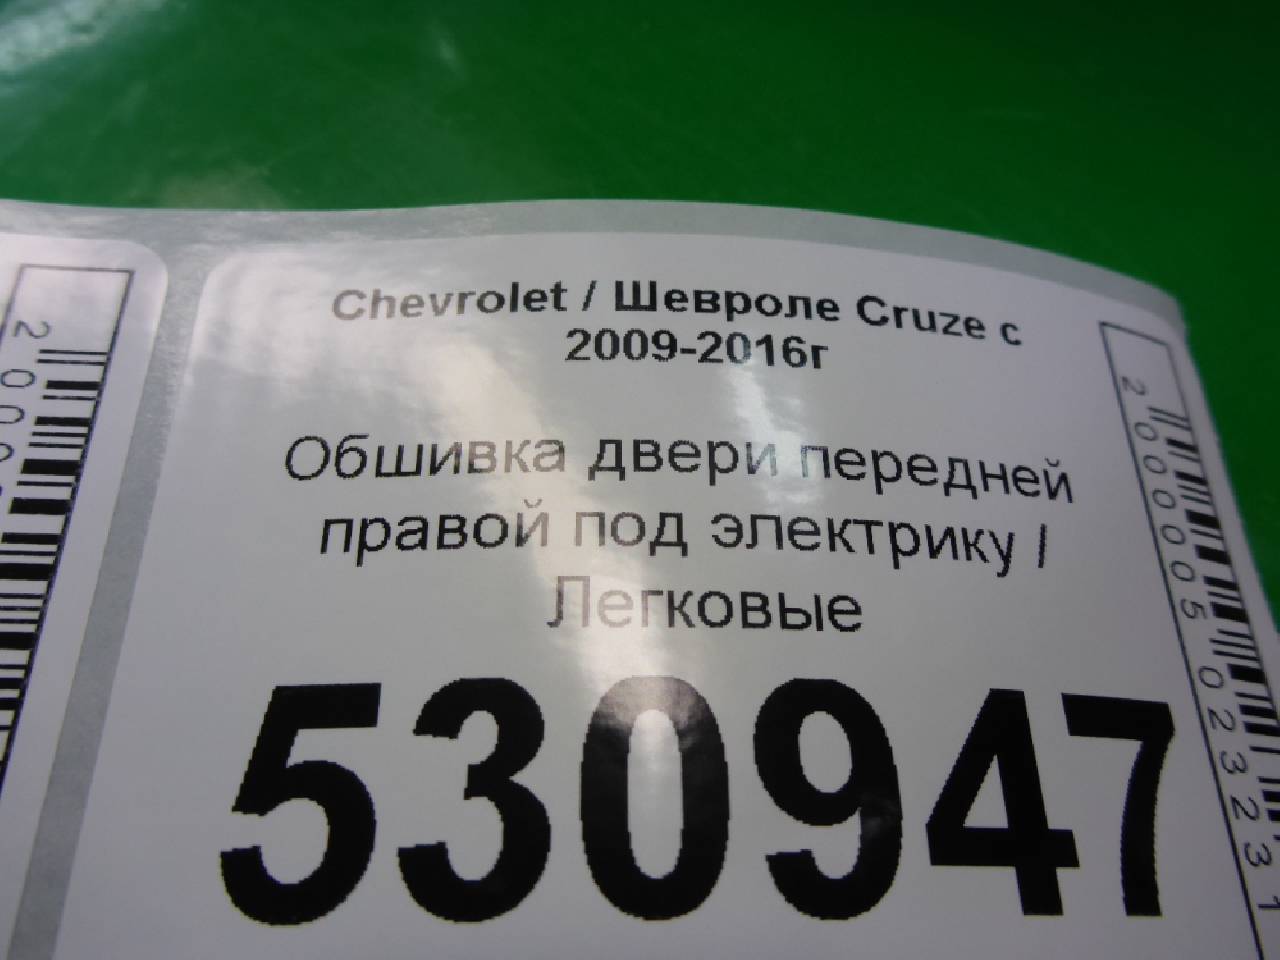 Chevrolet / Шевроле Cruze с
2009-2016г
Обшивка двери передней
правой под электрику /
Легковые
530947
2000005023231